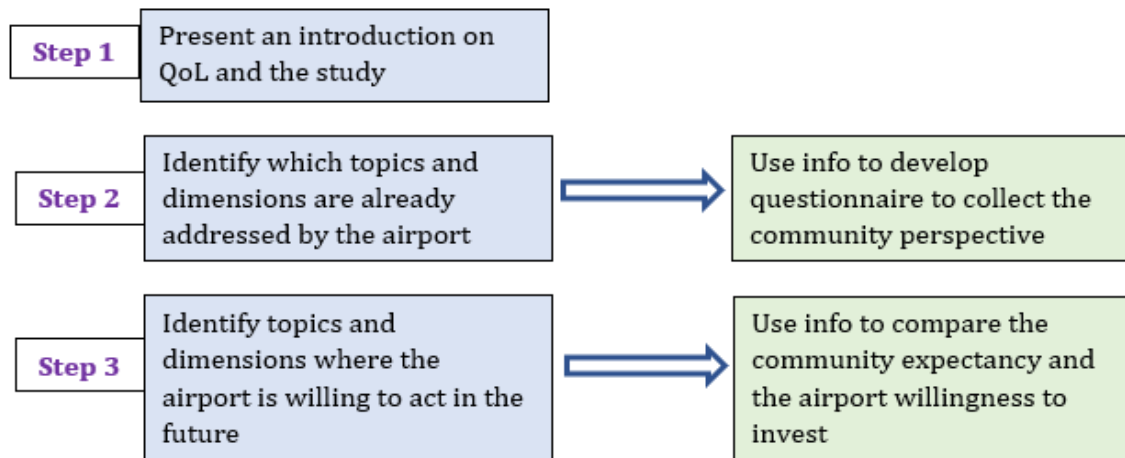 Step 1
Present an introduction on
QoL and the study
Step 2
Identify which topics and
dimensions are already
addressed by the airport
Use info to develop
questionnaire to collect the
community perspective
Step 3
Identify topics and
dimensions where the
airport is willing to act in the
future
Use info to compare the
community expectancy and
the airport willingness to
invest